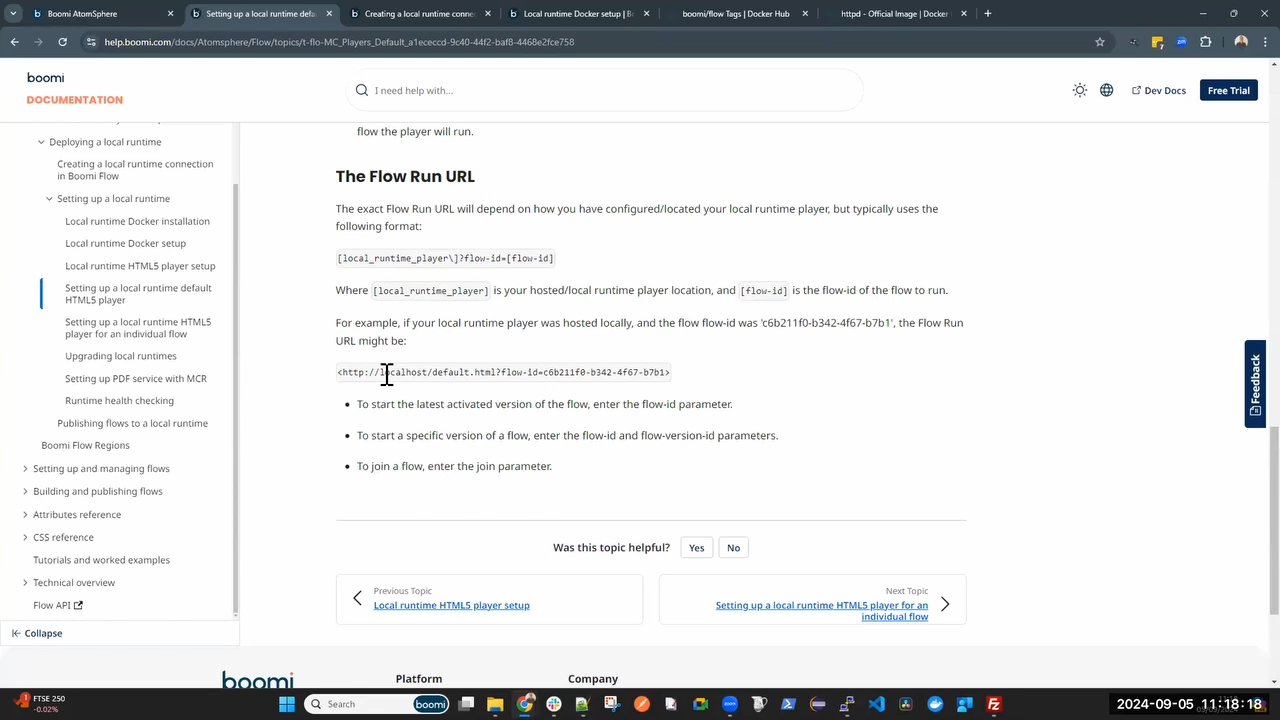 Boomi AtomSphere
Setting up a local runtime defa
Creating a local runtime conne
Local runtime Docker setup | B
boomi/flow Tags | Docker Hub
httpd - Official Image | Docker
help.boomi.com/docs/Atomsphere/Flow/topics/t-flo-MC_Players_Default_a1ececcd-9c40-44f2-baf8-4468e2fce758
boomi
DOCUMENTATION
I need help with...
Dev Docs
Free Trial
Deploying a local runtime
Creating a local runtime connection
in Boomi Flow
Setting up a local runtime
Local runtime Docker installation
Local runtime Docker setup
Local runtime HTML5 player setup
Setting up a local runtime default
HTML5 player
Setting up a local runtime HTML5
player for an individual flow
Upgrading local runtimes
Setting up PDF service with MCR
Runtime health checking
Publishing flows to a local runtime
Boomi Flow Regions
Setting up and managing flows
Building and publishing flows
Attributes reference
CSS reference
Tutorials and worked examples
Technical overview
Flow API
Collapse
flow the player will run.
The Flow Run URL
The exact Flow Run URL will depend on how you have configured/located your local runtime player, but typically uses the
following format:
[local_runtime_player\]?flow-id=[flow-id]
Where [local_runtime_player] is your hosted/local runtime player location, and [flow-id] is the flow-id of the flow to run.
For example, if your local runtime player was hosted locally, and the flow flow-id was 'c6b211f0-b342-4f67-b7b1', the Flow Run
URL might be:
<http://localhost/default.html?flow-id=c6b211f0-b342-4f67-b7b1>
• To start the latest activated version of the flow, enter the flow-id parameter.
• To start a specific version of a flow, enter the flow-id and flow-version-id parameters.
• To join a flow, enter the join parameter.
Was this topic helpful?
Yes
No
Previous Topic
Local runtime HTML5 player setup
Next Topic
Setting up a local runtime HTML5 player for an
individual flow
Feedback
boomi
Platform
Company
1
FTSE 250
-0.02%
Search
boomi
2024-09-05 11:18:18